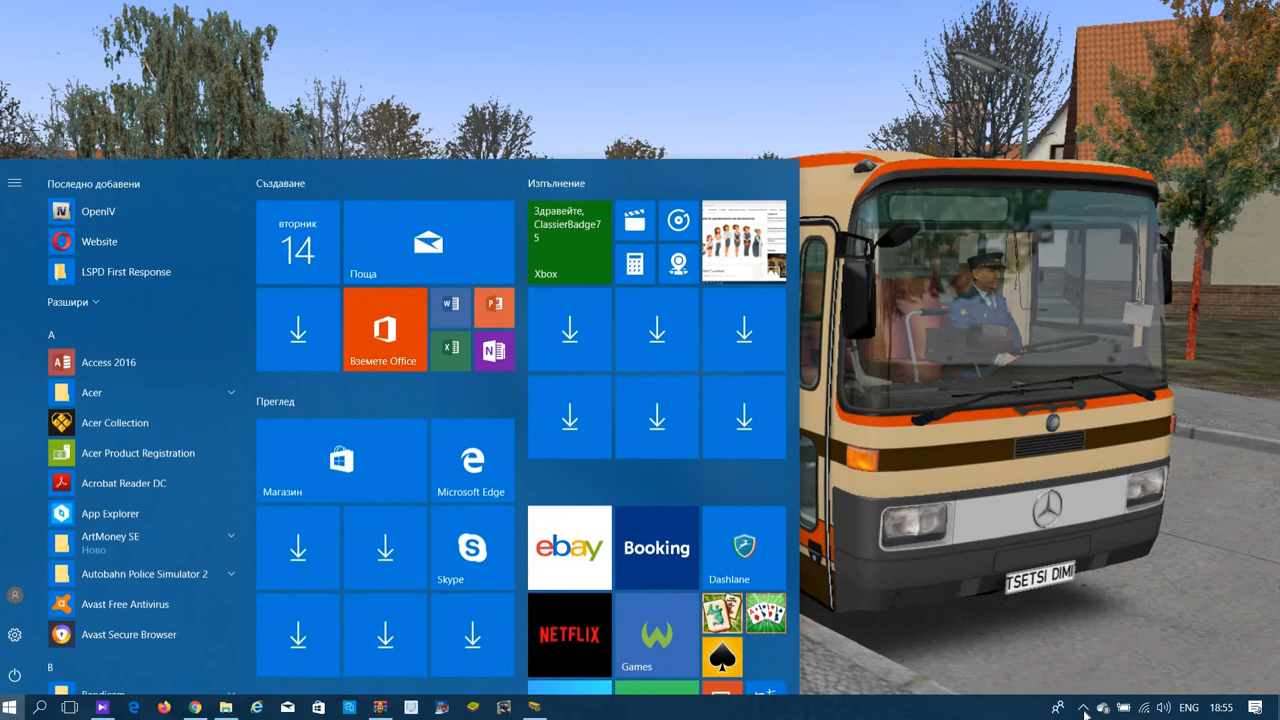 Последно добавени
OpenIV
Website
LSPD First Response
Разшири
A
Access 2016
Acer
Acer Collection
Acer Product Registration
Acrobat Reader DC
App Explorer
ArtMoney SE
Ново
Autobahn Police Simulator 2
Avast Free Antivirus
Avast Secure Browser
B
Bandicam
Създаване
вторник
14
Поща
Вземете Office
Преглед
Магазин
Microsoft Edge
Skype
Изпълнение
Здравейте,
ClassierBadge7
5
Xbox
ebay
Booking
Dashlane
NETFLIX
Games
TSETSI DIMI
ENG
18:55